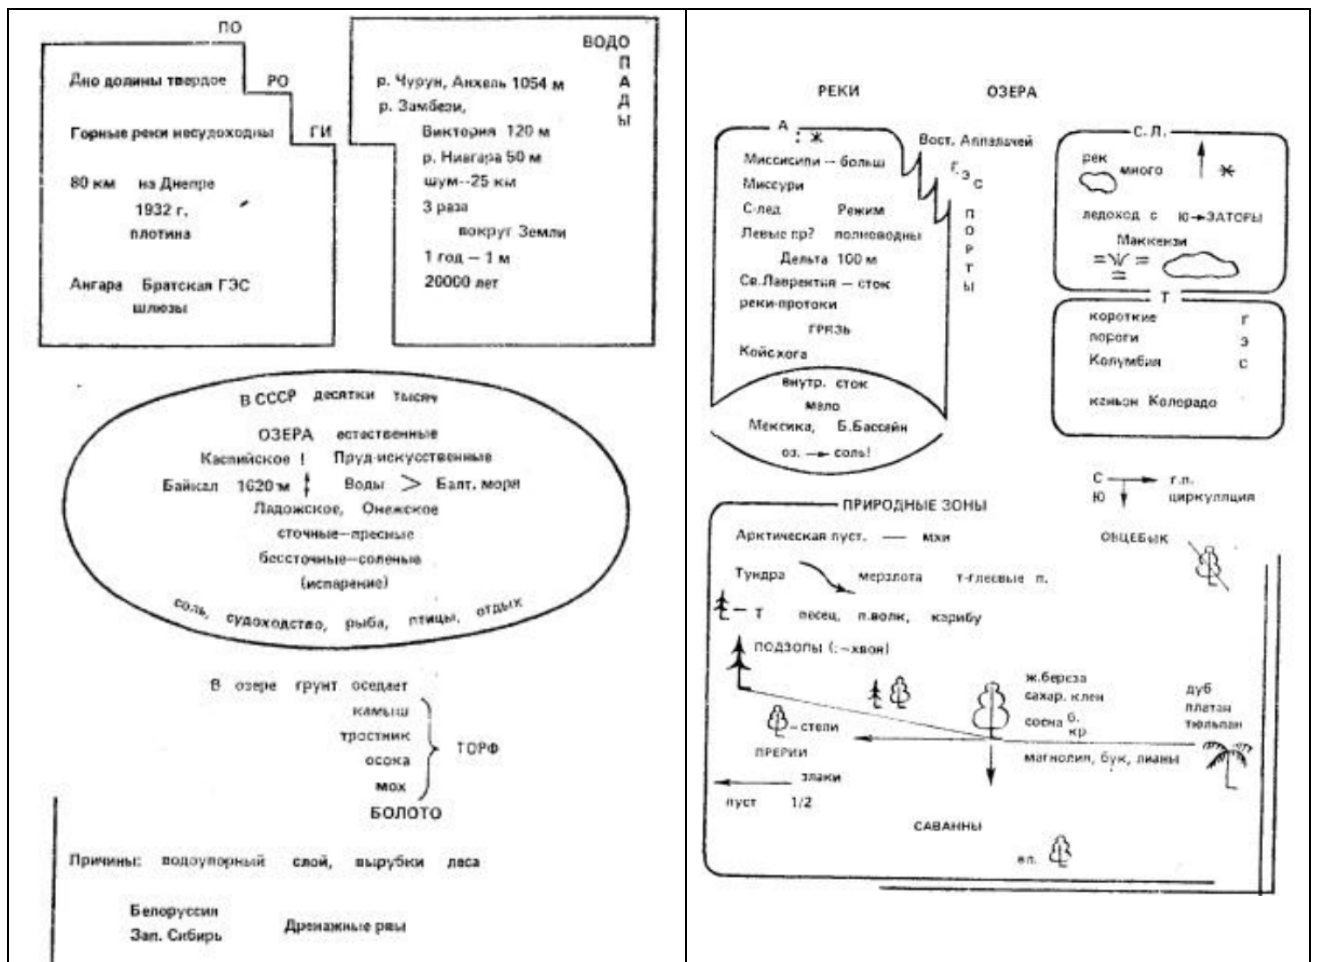 ПО
РО
ГИ
Дно долины твердое
Горные реки несудоходны
80 км на Днепре
1932 г.
плотина
Ангара Братская ГЭС
шлюзы
ВОДО
П
А
Д
Ы
р. Чурун, Анхель 1054 м
р. Замбези,
Виктория 120 м
р. Ниагара 50 м
шум--25 км
3 раза
вокруг Земли
1 год — 1 м
20000 лет
В СССР десятки тысяч
ОЗЕРА естественные
Каспийское ! Пруд-искусственные
Байкал 1620 м Воды > Балт. моря
Ладожское, Онежское
сточные—пресные
бессточные—соленые
(испарение)
соль, судоходство, рыба, птицы, отдых
В озере грунт оседает
камыш
тростник
осока
мох
ТОРФ
БОЛОТО
Причины: водоупорный слой, вырубки леса
Белоруссия
Зап. Сибирь
Дренажные рвы
РЕКИ
ОЗЕРА
А
: Ж
Миссисипи — больш
Миссури
С-лед Режим
Левые пр? полноводны
Дельта 100 м
Св. Лаврентия — сток
реки-протоки
грязь
внутр. сток
мало
Мексика, Б.Бассейн
оз. → соль!
Вост. Аппалачей
Г
Э
С
П
О
Р
Т
Ы
С.Л.
рек
много
ледоход с Ю→ЗАТОРЫ
Маккензи
Т
короткие
пороги
Колумбия
Г
Э
С
каньон Колорадо
С → г.п.
Ю ↓ циркуляция
ПРИРОДНЫЕ ЗОНЫ
Арктическая пуст. — мхи
ОВЦЕБЫК
Тундра мерзлота т-глеевые п.
— Т песец, п.волк, карибу
ПОДЗОЛЫ (:—хвоя)
ж.береза
сахар. клен
сосна б.
кр
дуб
платан
тюльпан
—степи
ПРЕРИИ
магнолия, бук, лианы
злаки
пуст 1/2
САВАННЫ
вл.